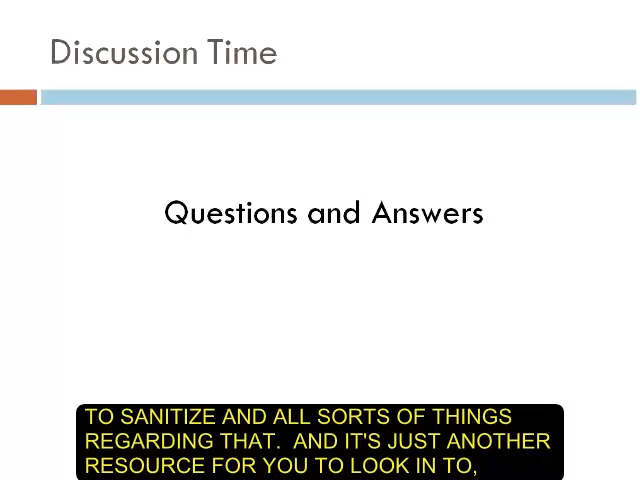 Discussion Time
Questions and Answers
TO SANITIZE AND ALL SORTS OF THINGS
REGARDING THAT.  AND IT'S JUST ANOTHER
RESOURCE FOR YOU TO LOOK IN TO,